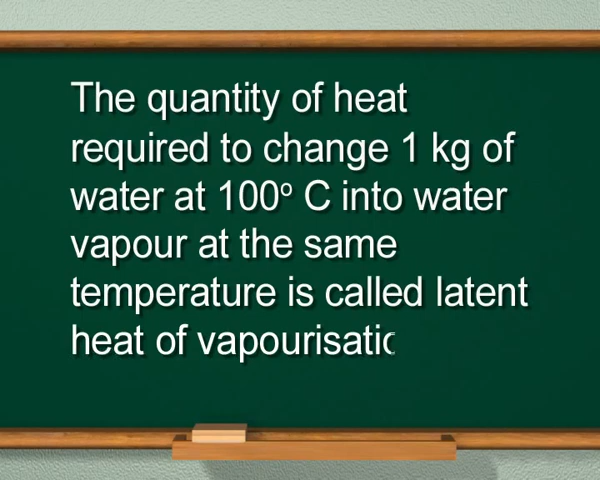 The quantity of heat
required to change 1 kg of
water at 100º C into water
vapour at the same
temperature is called latent
heat of vapourisatic